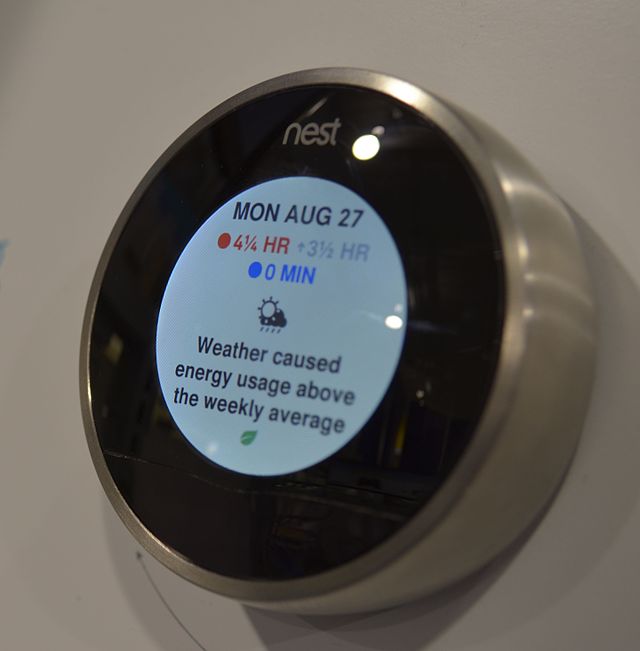 nest
MON AUG 27
4¼ HR ↑3½ HR
0 MIN
Weather caused
energy usage above
the weekly average